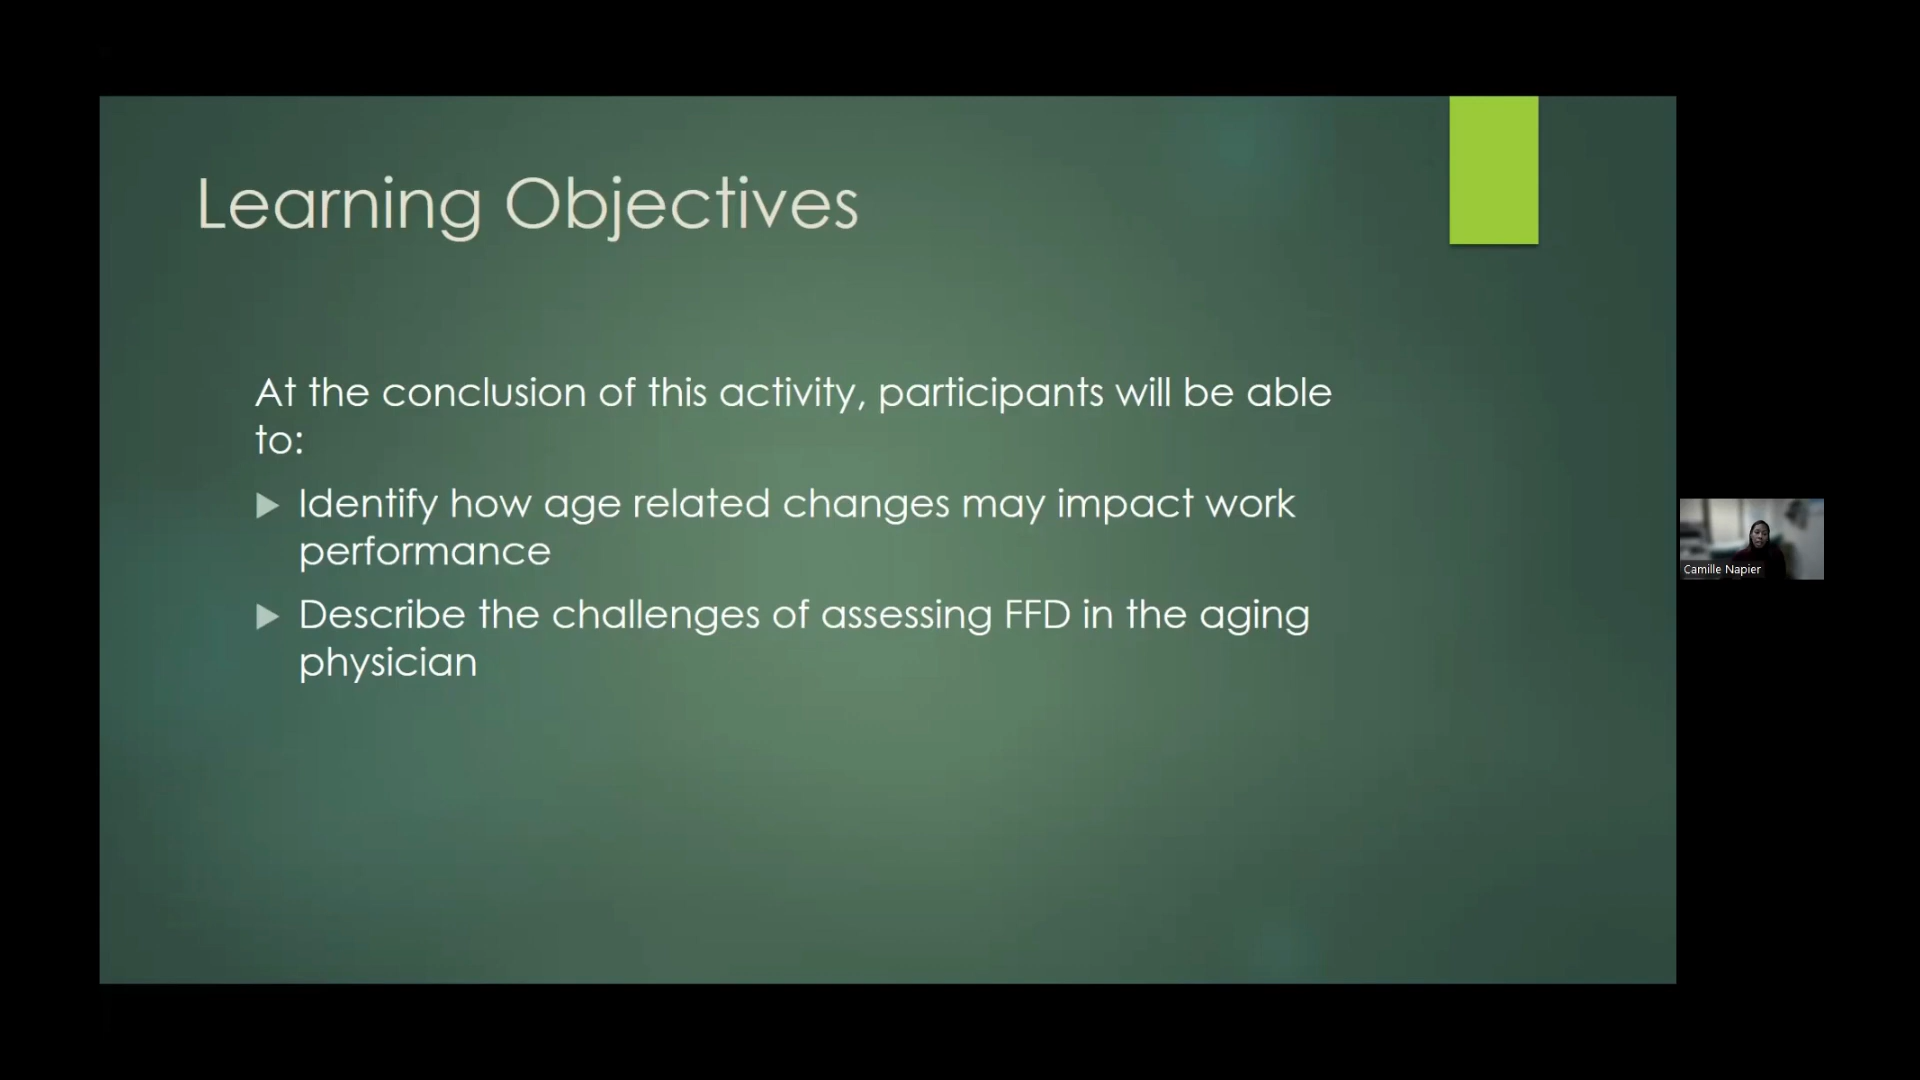 Learning Objectives
At the conclusion of this activity, participants will be able
to:
Identify how age related changes may impact work
performance
Describe the challenges of assessing FFD in the aging
physician
Camille Napier